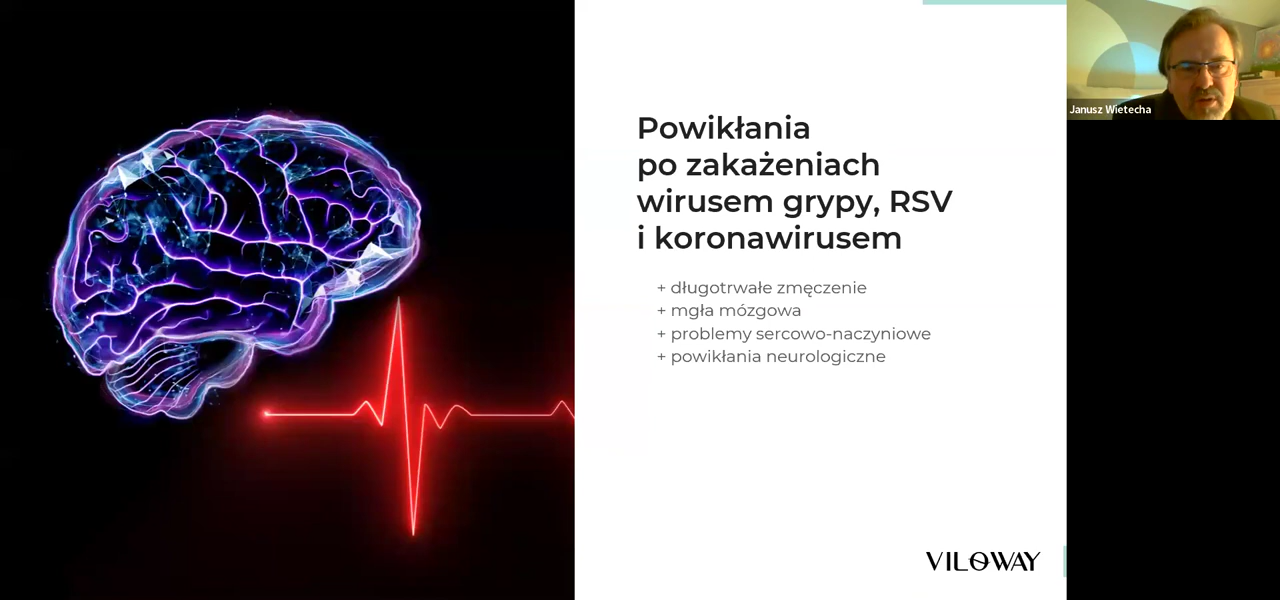 Powikłania
po zakażeniach
wirusem grypy, RSV
i koronawirusem
+ długotrwałe zmęczenie
+ mgła mózgowa
+ problemy sercowo-naczyniowe
+ powikłania neurologiczne
VILOWAY
Janusz Wietecha